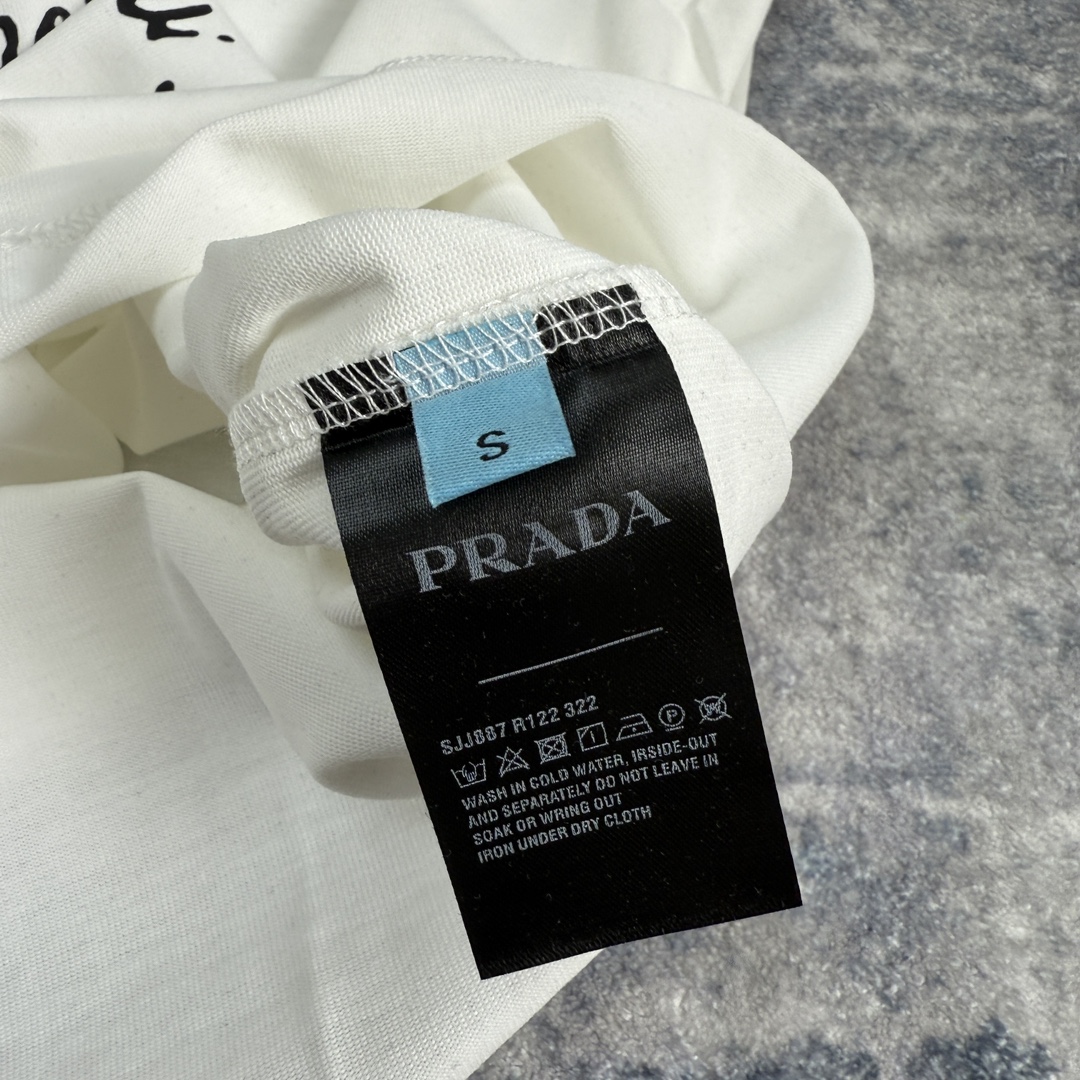 S
PRADA
SJJ887 R122 322
WASH IN COLD WATER, IRSIDE-OUT
AND SEPARATELY DO NOT LEAVE IN
SOAK OR WRING OUT
IRON UNDER DRY CLOTH